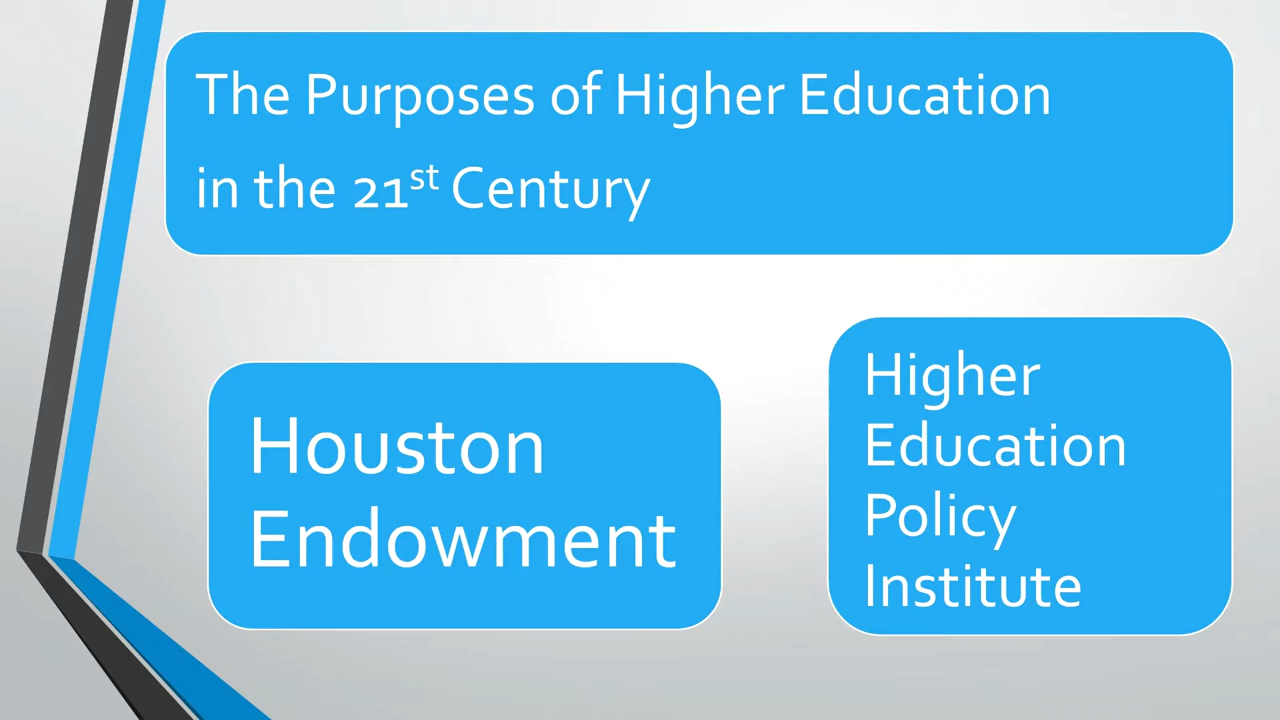 The Purposes of Higher Education
in the 21st Century
Houston
Endowment
Higher
Education
Policy
Institute